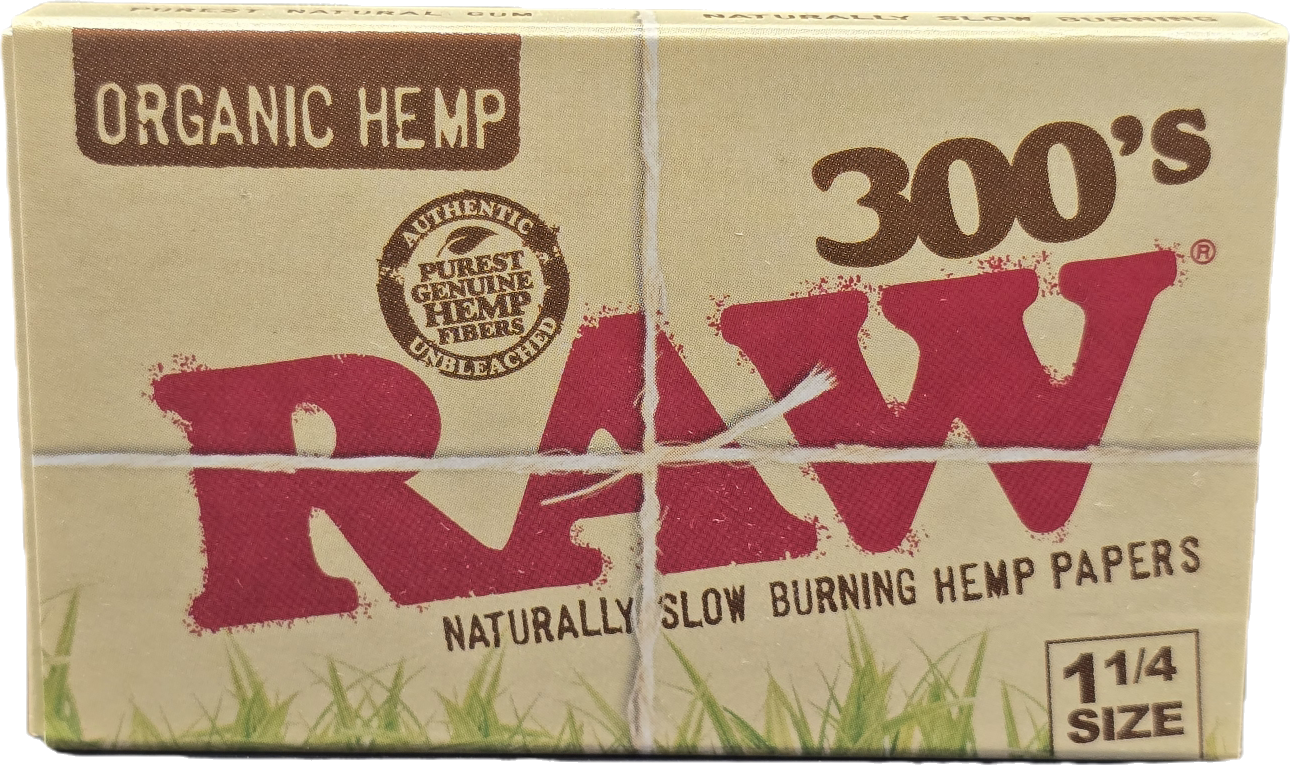 PUREST NATURAL GUM
NATURALLY SLOW BURNING
ORGANIC HEMP
300's
AUTHENTIC
PUREST
GENUINE
HEMP
FIBERS
UNBLEACHED
RAW®
NATURALLY SLOW BURNING HEMP PAPERS
1 1/4
SIZE